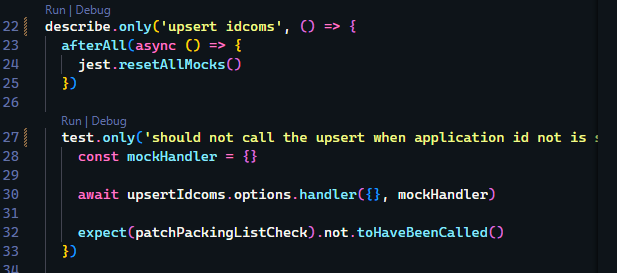 Run | Debug
22 describe.only('upsert idcoms', () => {
23 afterAll(async () => {
24 jest.resetAllMocks()
25 })
26
Run | Debug
27 test.only('should not call the upsert when application id not is s
28 const mockHandler = {}
29
30 await upsertIdcoms.options.handler({}, mockHandler)
31
32 expect(patchPackingListCheck).not.toHaveBeenCalled()
33 })
34